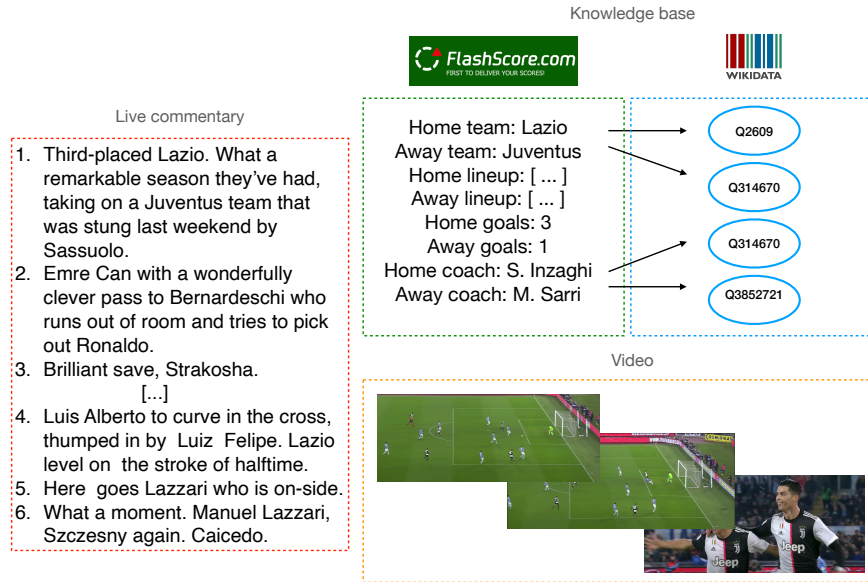 Knowledge base
FlashScore.com
FIRST TO DELIVER YOUR SCORES!
WIKIDATA
Live commentary
1. Third-placed Lazio. What a
remarkable season they've had,
taking on a Juventus team that
was stung last weekend by
Sassuolo.
2. Emre Can with a wonderfully
clever pass to Bernardeschi who
runs out of room and tries to pick
out Ronaldo.
3. Brilliant save, Strakosha.
[...]
4. Luis Alberto to curve in the cross,
thumped in by Luiz Felipe. Lazio
level on the stroke of halftime.
5. Here goes Lazzari who is on-side.
6. What a moment. Manuel Lazzari,
Szczesny again. Caicedo.
Home team: Lazio
Away team: Juventus
Home lineup: [ ... ]
Away lineup: [ ... ]
Home goals: 3
Away goals: 1
Home coach: S. Inzaghi
Away coach: M. Sarri
Q2609
Q314670
Q314670
Q3852721
Video
Jeep
Jeep